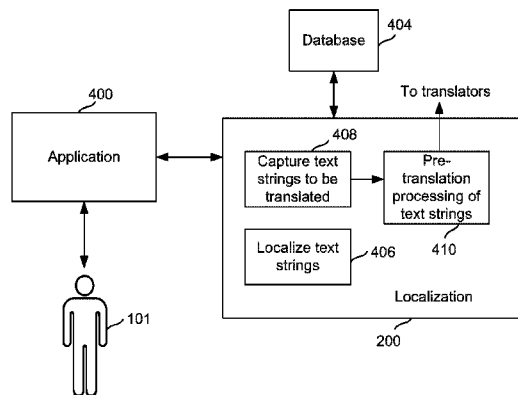 Database
404
400
To translators
Application
408
Capture text
strings to be
translated
Pre-
translation
processing of
text strings
410
Localize text
strings
406
Localization
101
200